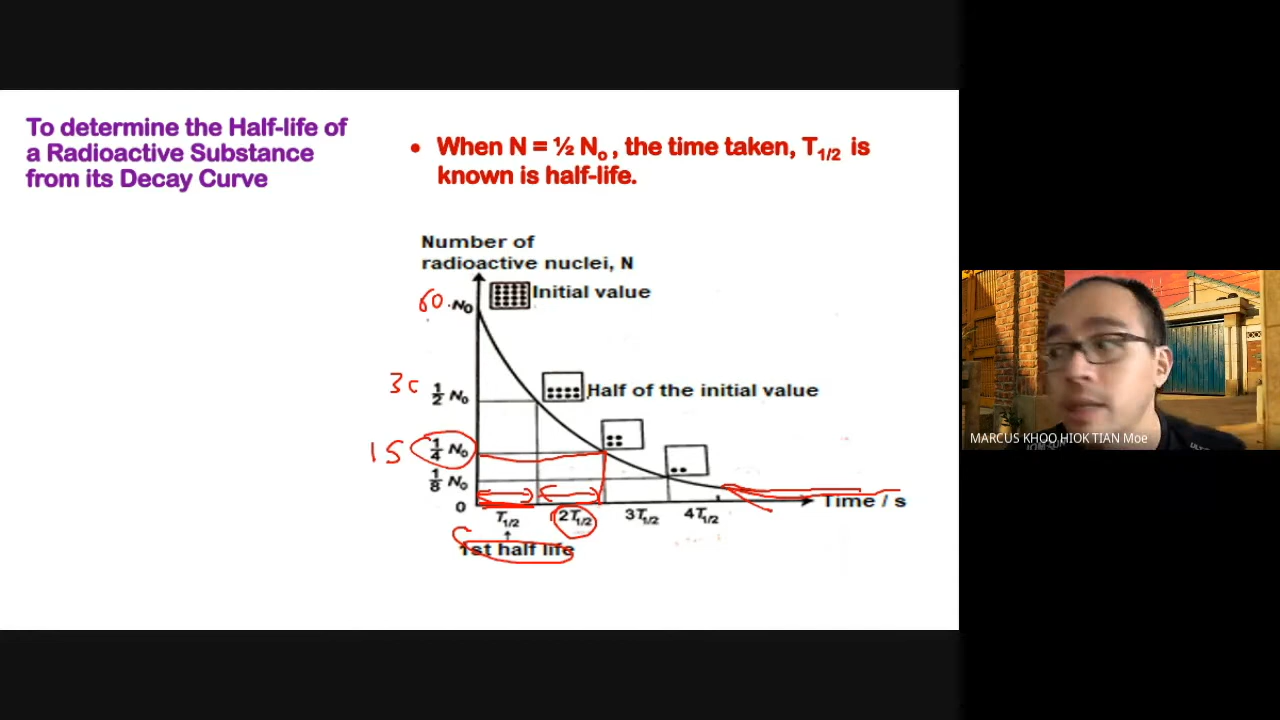 To determine the Half-life of
a Radioactive Substance
from its Decay Curve
• When N = ½ N₀ , the time taken, T₁/₂ is
known is half-life.
Number of
radioactive nuclei, N
60 N₀ Initial value
30 ½ N₀ Half of the initial value
15 ¼ N₀
⅛ N₀
0
Time / s
T₁/₂ 2T₁/₂ 3T₁/₂ 4T₁/₂
1st half life
MARCUS KHOO HIOK TIAN Moe